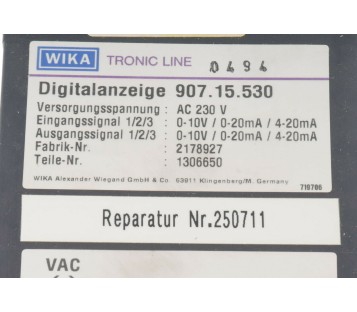 WIKA TRONIC LINE 0494
Digitalanzeige 907.15.530
Versorgungsspannung : AC 230 V
Eingangssignal 1/2/3 : 0-10V / 0-20mA / 4-20mA
Ausgangssignal 1/2/3 : 0-10V / 0-20mA / 4-20mA
Fabrik-Nr. : 2178927
Teile-Nr. : 1306650
WIKA Alexander Wiegand GmbH & Co. 63911 Klingenberg/M. Germany
Reparatur Nr.250711
VAC